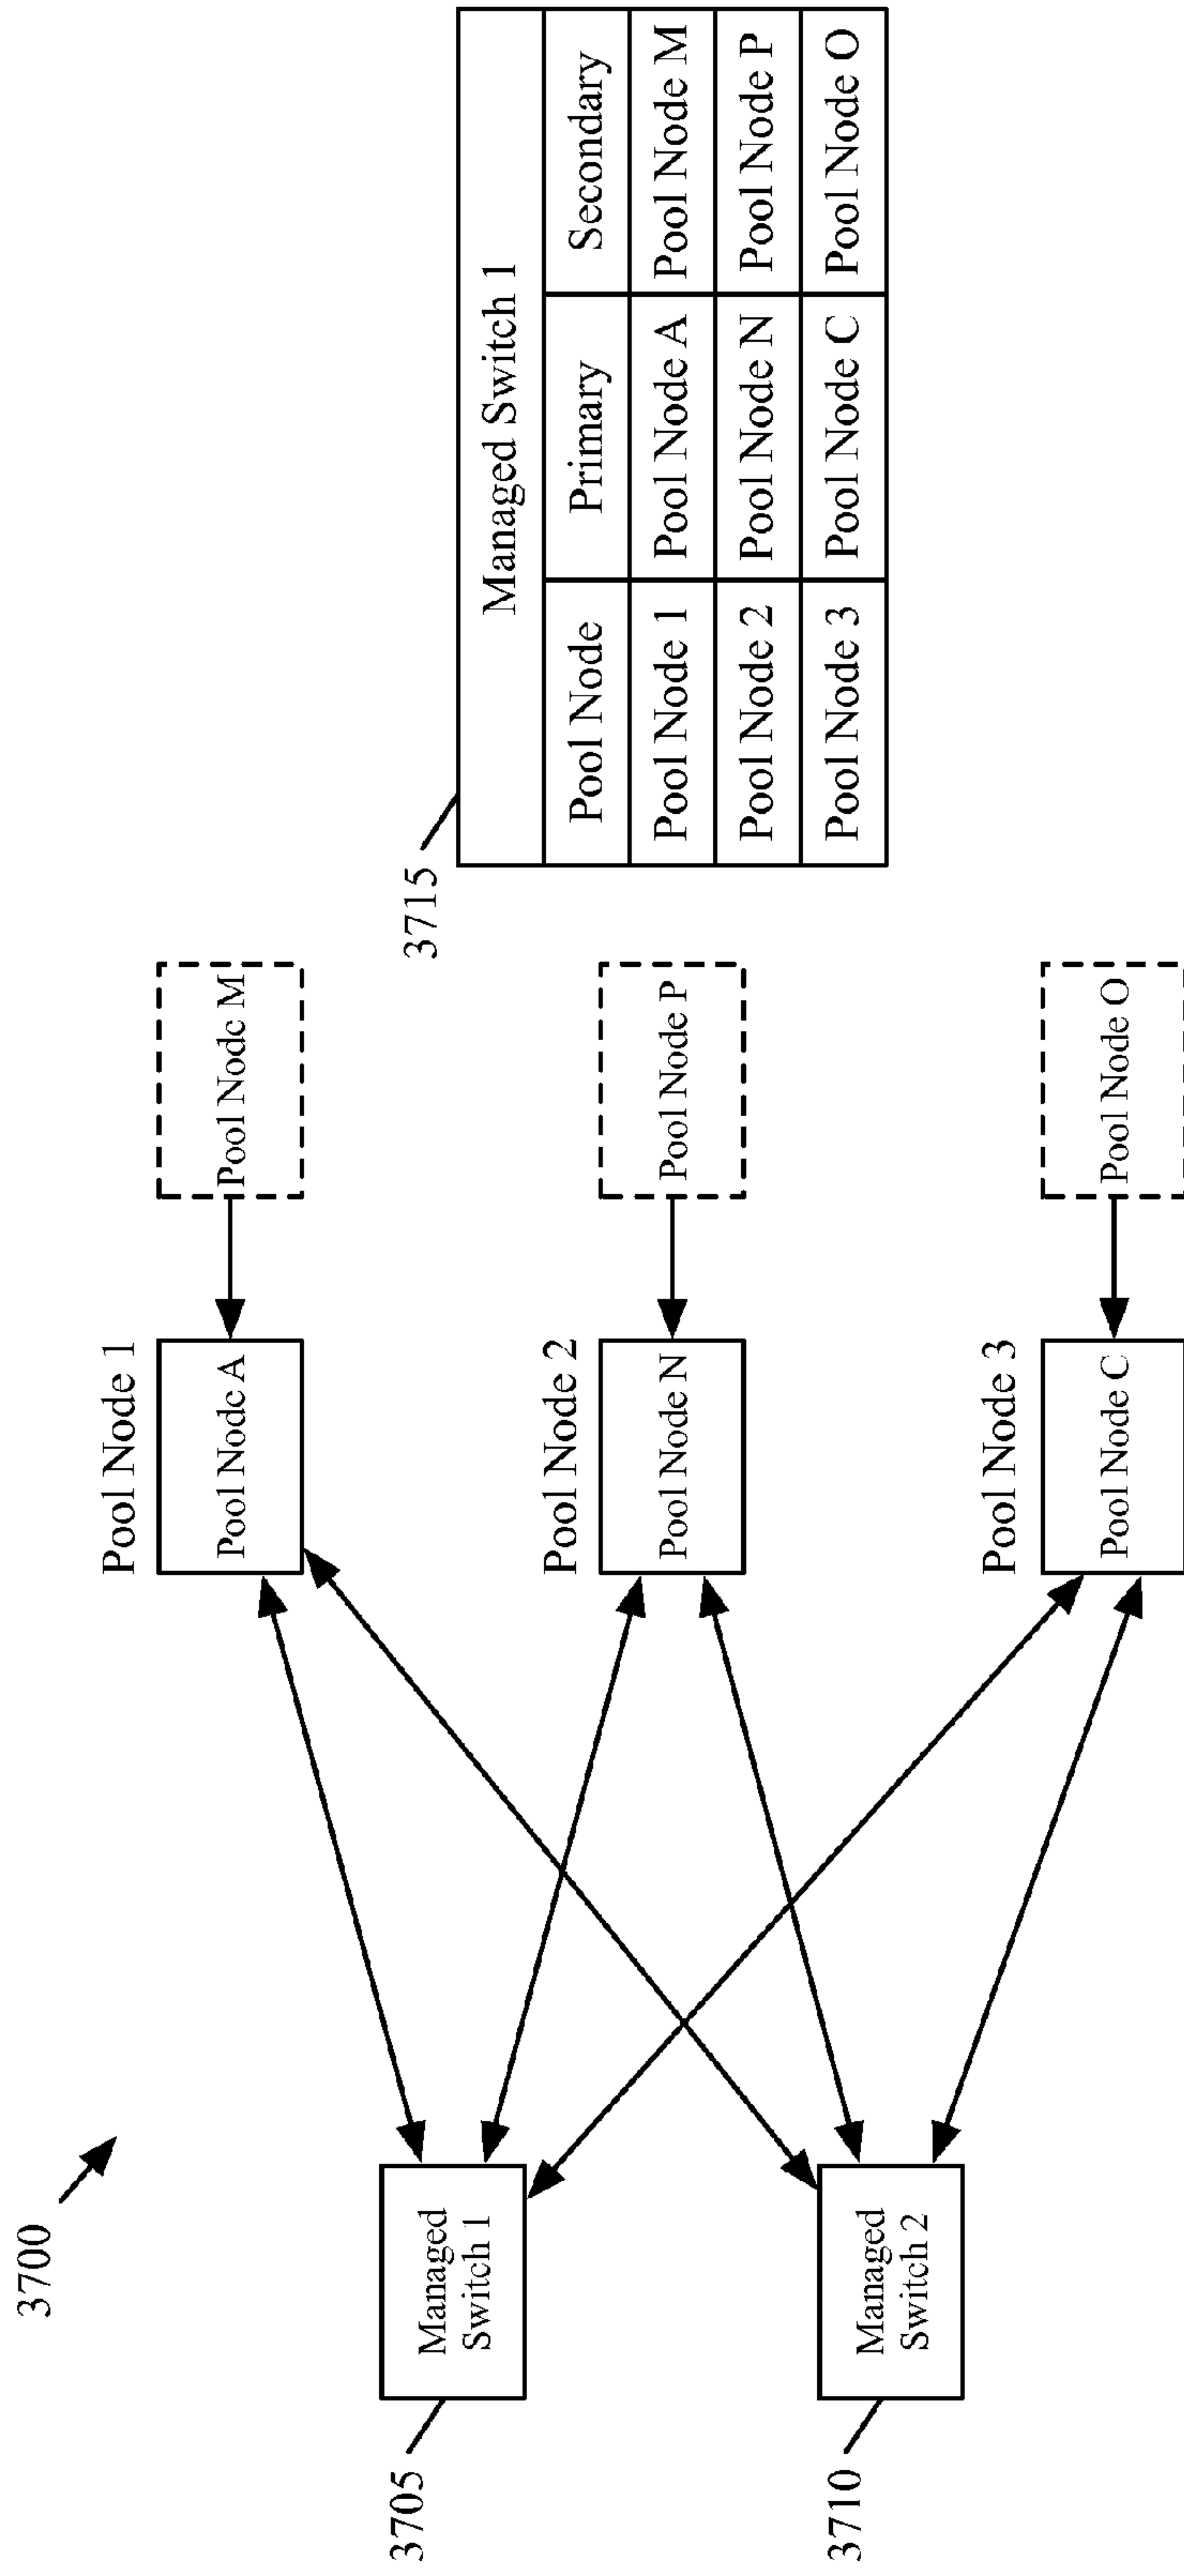 3700
3705
Managed
Switch 1
3710
Managed
Switch 2
Pool Node 1
Pool Node A
Pool Node M
Pool Node 2
Pool Node N
Pool Node P
Pool Node 3
Pool Node C
Pool Node O
3715
Managed Switch 1
Pool Node Primary Secondary
Pool Node 1 Pool Node A Pool Node M
Pool Node 2 Pool Node N Pool Node P
Pool Node 3 Pool Node C Pool Node O